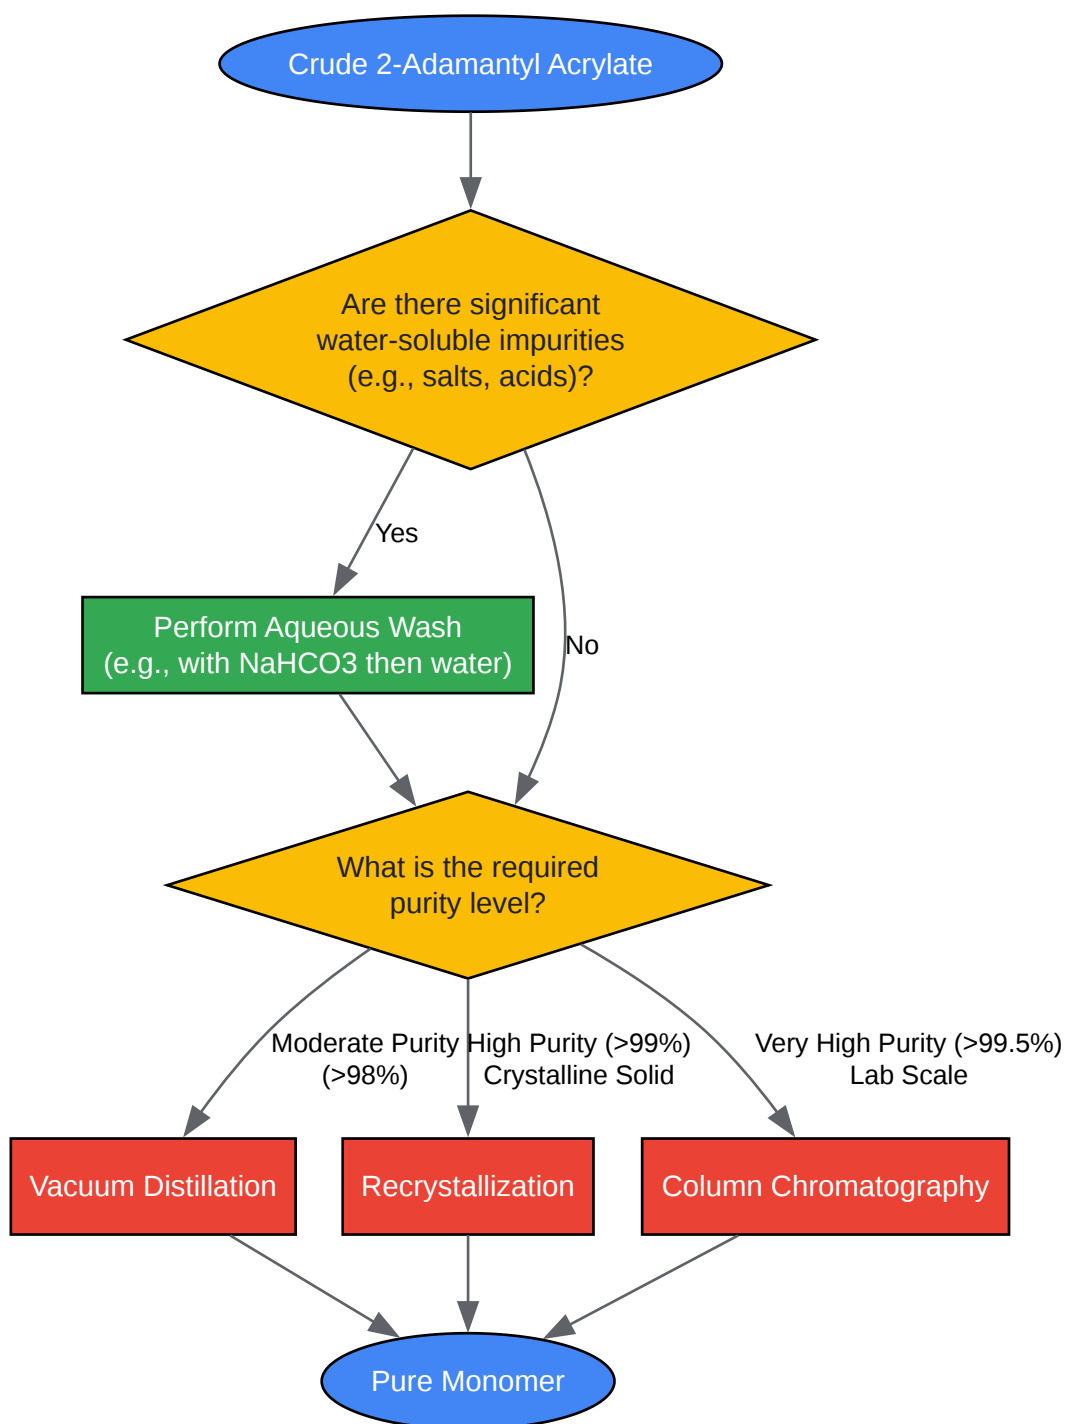 Crude 2-Adamantyl Acrylate
Are there significant
water-soluble impurities
(e.g., salts, acids)?
Yes
Perform Aqueous Wash
(e.g., with NaHCO3 then water)
No
What is the required
purity level?
Moderate Purity
(>98%)
High Purity (>99%)
Crystalline Solid
Very High Purity (>99.5%)
Lab Scale
Vacuum Distillation
Recrystallization
Column Chromatography
Pure Monomer